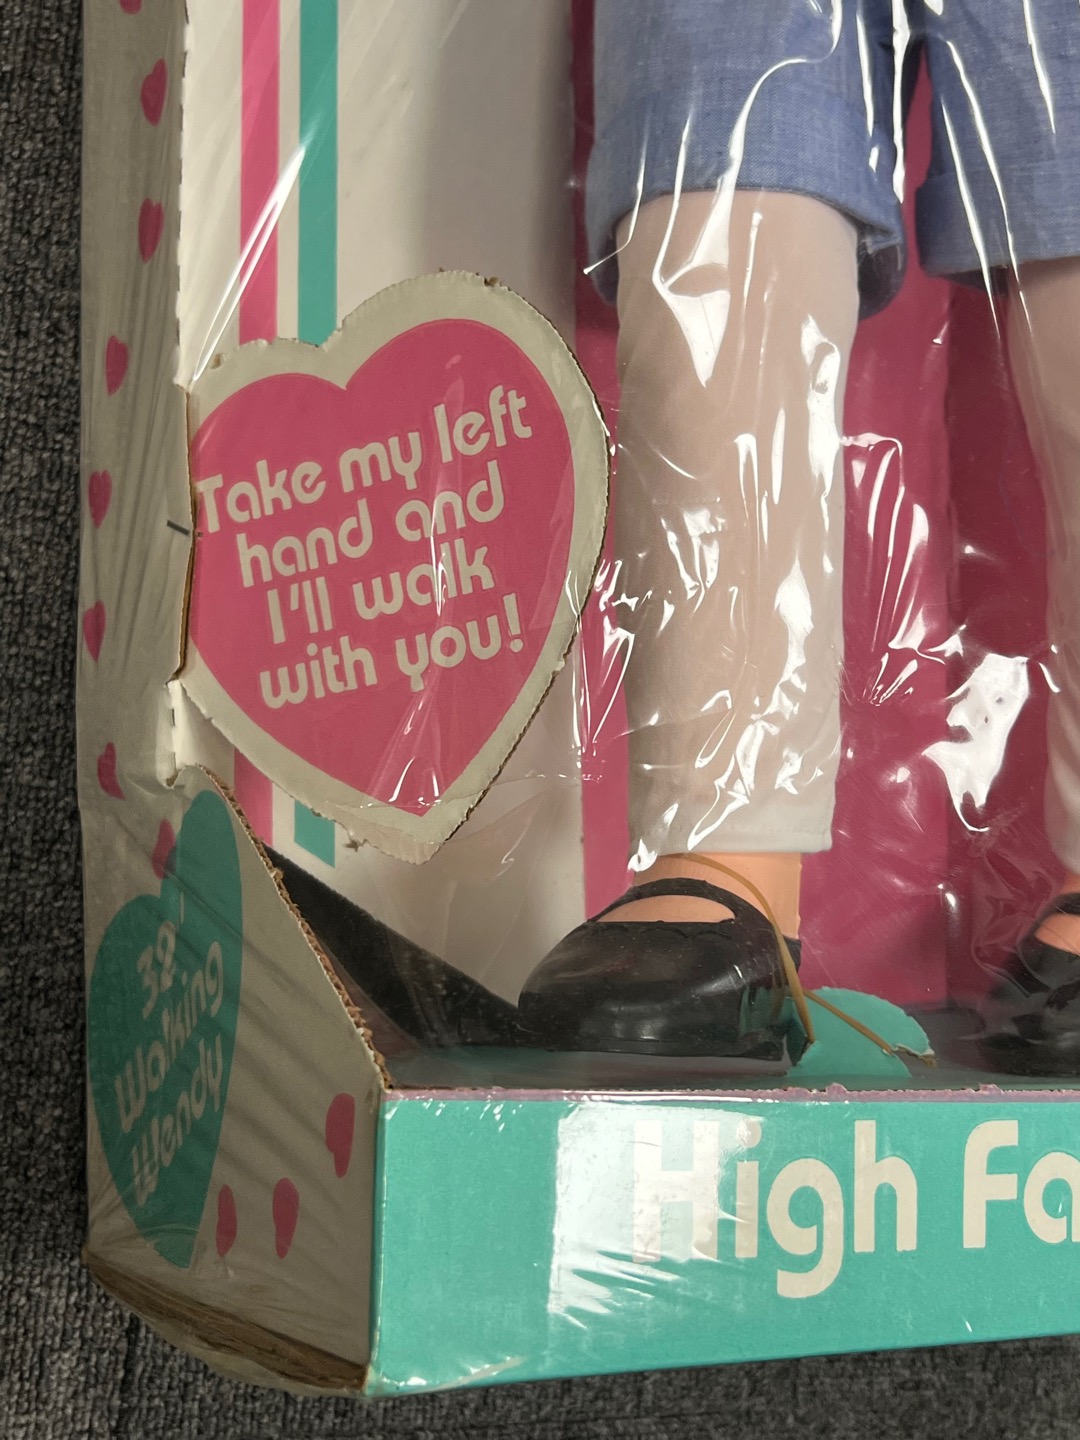 Take my left
hand and
I'll walk
with you!
32"
Walking
Wendy
High Fa